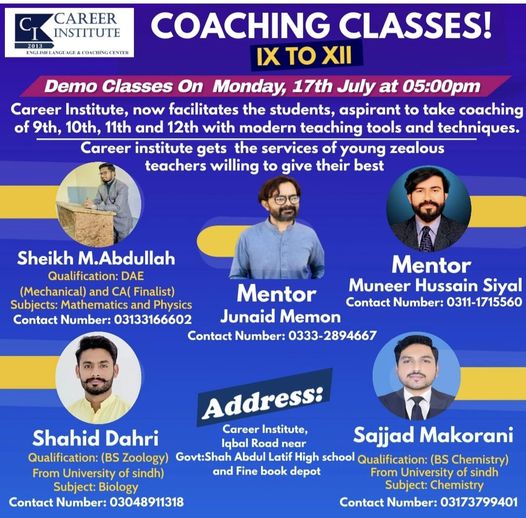 CIK
2013
CAREER
INSTITUTE
ENGLISH LANGUAGE & COACHING CENTER
COACHING CLASSES!
IX TO XII
Demo Classes On Monday, 17th July at 05:00pm
Career Institute, now facilitates the students, aspirant to take coaching
of 9th, 10th, 11th and 12th with modern teaching tools and techniques.
Career institute gets the services of young zealous
teachers willing to give their best
Sheikh M.Abdullah
Qualification: DAE
(Mechanical) and CA( Finalist)
Subjects: Mathematics and Physics
Contact Number: 03133166602
Mentor
Junaid Memon
Contact Number: 0333-2894667
Mentor
Muneer Hussain Siyal
Contact Number: 0311-1715560
Shahid Dahri
Qualification: (BS Zoology)
From University of sindh)
Subject: Biology
Contact Number: 03048911318
Address:
Career Institute,
Iqbal Road near
Govt:Shah Abdul Latif High school
and Fine book depot
Sajjad Makorani
Qualification: (BS Chemistry)
From University of sindh
Subject: Chemistry
Contact Number: 03173799401